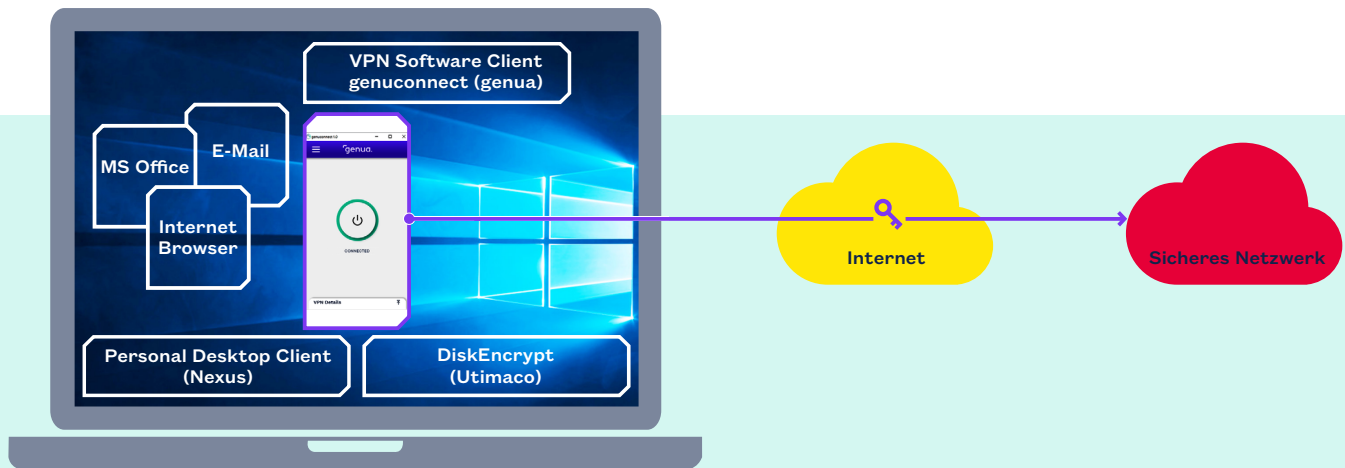 VPN Software Client
genuconnect (genua)
E-Mail
MS Office
Internet
Browser
genuconnect
genua.
CONNECTED
VPN Details
Personal Desktop Client
(Nexus)
DiskEncrypt
(Utimaco)
Internet
Sicheres Netzwerk